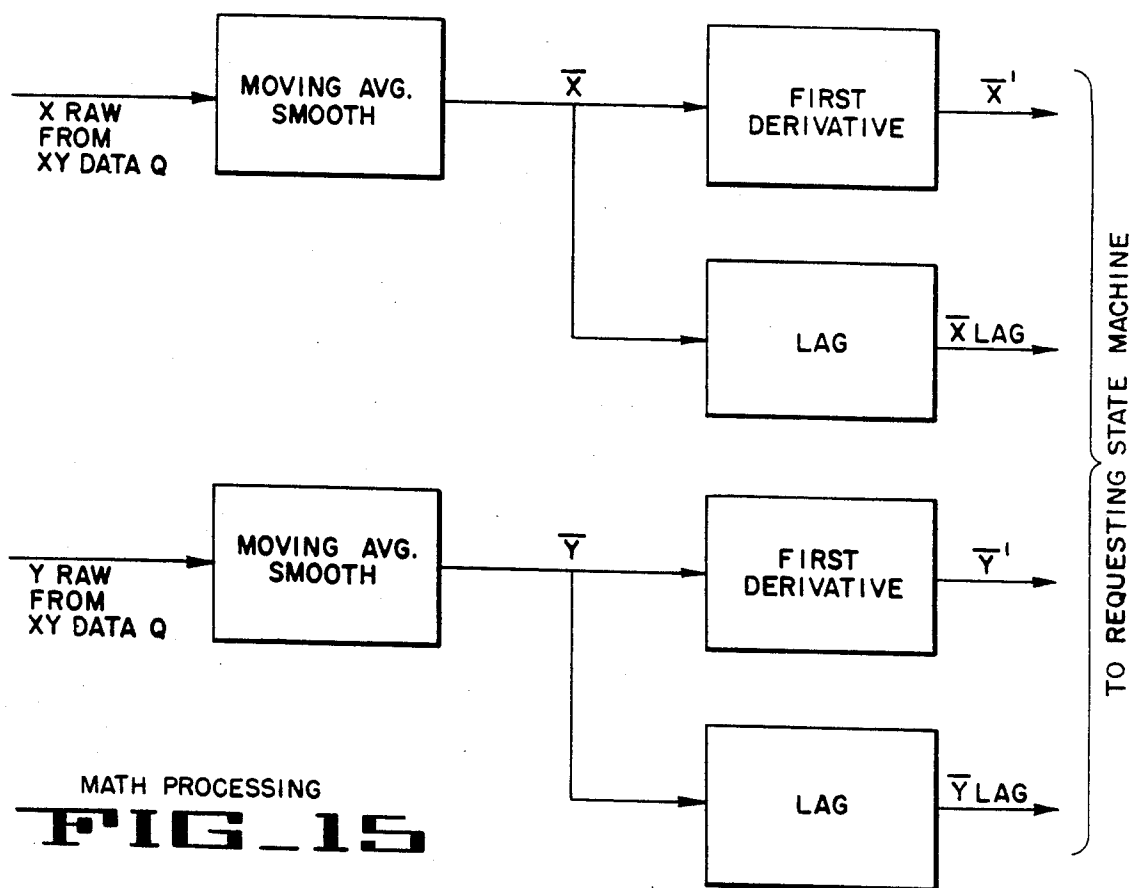 X RAW
FROM
XY DATA Q
MOVING AVG.
SMOOTH
X̅
FIRST
DERIVATIVE
X̅'
LAG
X̅ LAG
Y RAW
FROM
XY DATA Q
MOVING AVG.
SMOOTH
Y̅
FIRST
DERIVATIVE
Y̅'
LAG
Y̅ LAG
TO REQUESTING STATE MACHINE
MATH PROCESSING
FIG_15